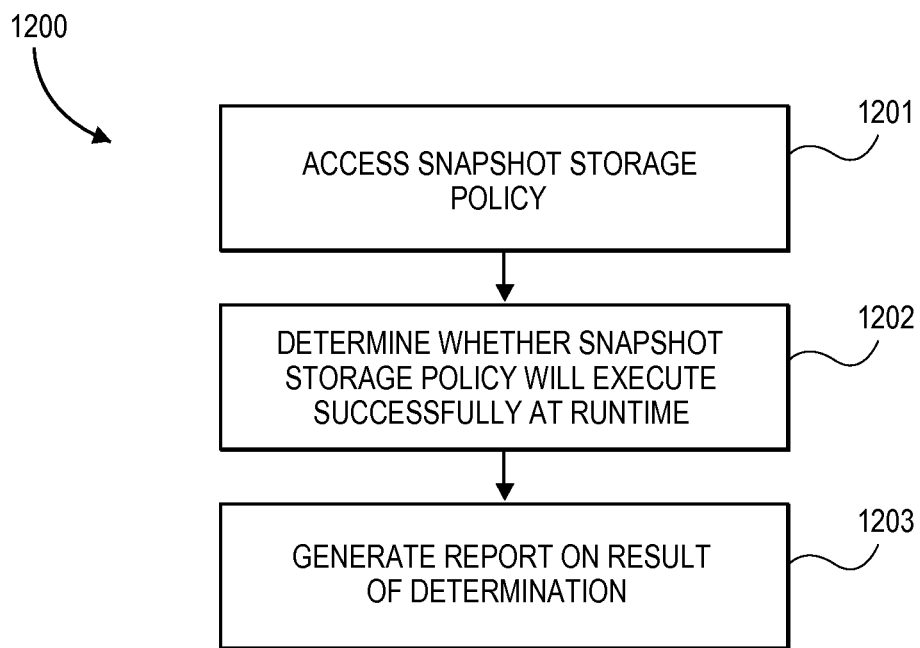 1200
1201
ACCESS SNAPSHOT STORAGE
POLICY
1202
DETERMINE WHETHER SNAPSHOT
STORAGE POLICY WILL EXECUTE
SUCCESSFULLY AT RUNTIME
1203
GENERATE REPORT ON RESULT
OF DETERMINATION